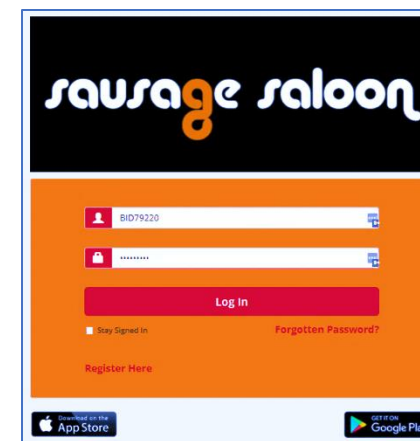 sausage saloon
BID79220
·········
Log In
Stay Signed In Forgotten Password?
Register Here
Download on the
App Store
GET IT ON
Google Pla